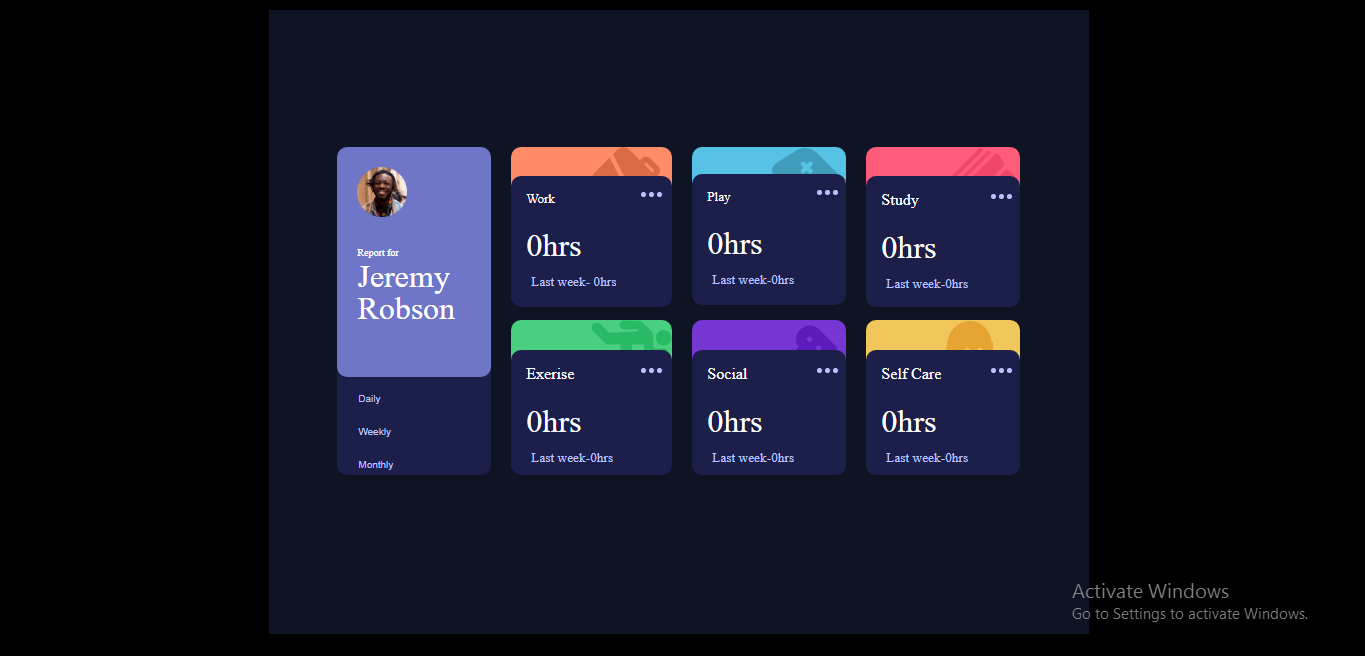 Report for
Jeremy
Robson
Daily
Weekly
Monthly
Work
0hrs
Last week- 0hrs
Play
0hrs
Last week-0hrs
Study
0hrs
Last week-0hrs
Exerise
0hrs
Last week-0hrs
Social
0hrs
Last week-0hrs
Self Care
0hrs
Last week-0hrs
Activate Windows
Go to Settings to activate Windows.